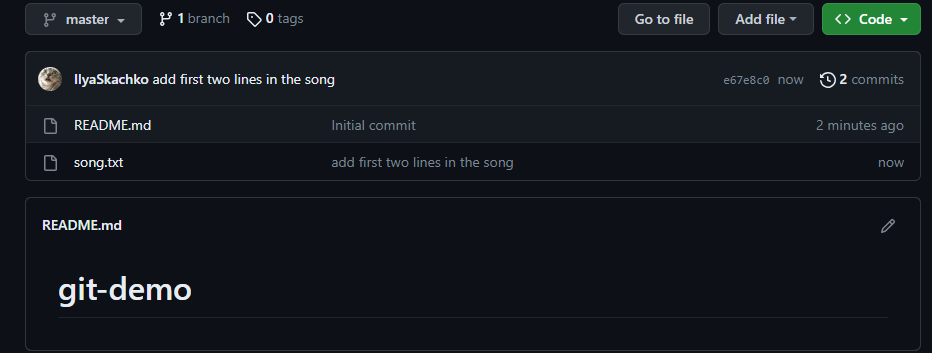 master 1 branch 0 tags Go to file Add file Code
IlyaSkachko add first two lines in the song e67e8c0 now 2 commits
README.md Initial commit 2 minutes ago
song.txt add first two lines in the song now
README.md
git-demo